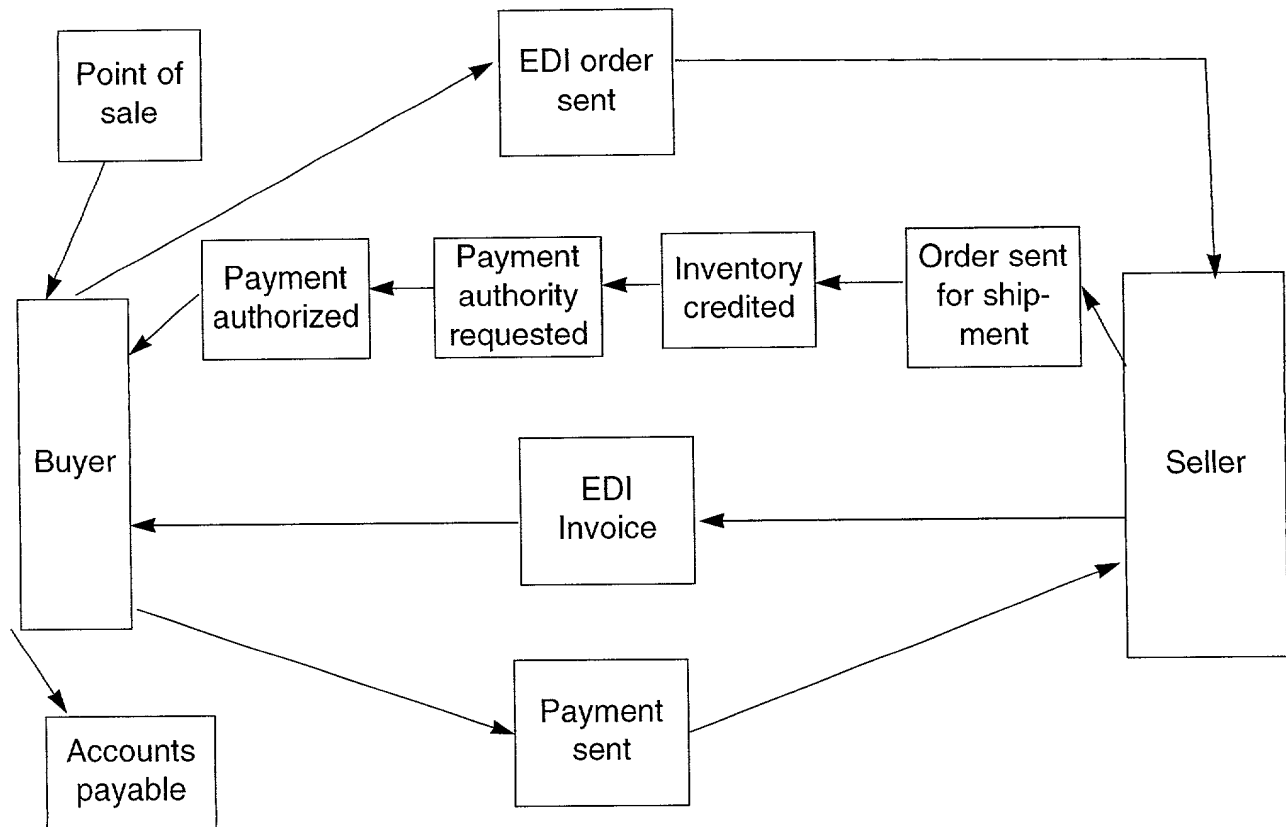 Point of
sale
EDI order
sent
Payment
authorized
Payment
authority
requested
Inventory
credited
Order sent
for ship-
ment
Buyer
EDI
Invoice
Seller
Payment
sent
Accounts
payable